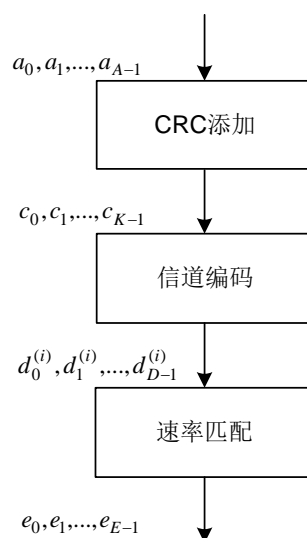 a_0, a_1, ..., a_{A-1}
CRC添加
c_0, c_1, ..., c_{K-1}
信道编码
d_0^{(i)}, d_1^{(i)}, ..., d_{D-1}^{(i)}
速率匹配
e_0, e_1, ..., e_{E-1}